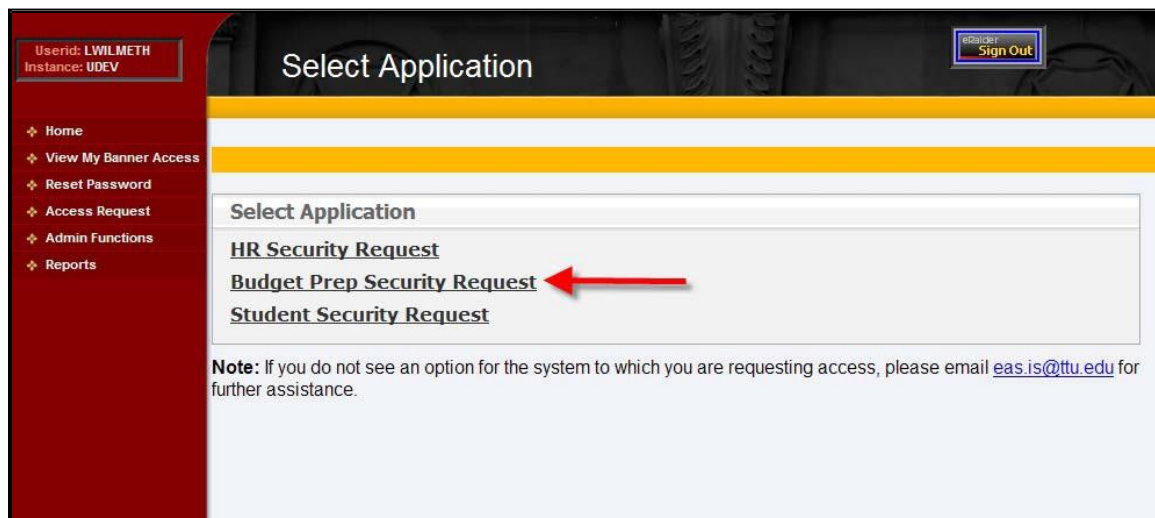 Userid: LWILMETH
Instance: UDEV
Select Application
eRaider
Sign Out
Home
View My Banner Access
Reset Password
Access Request
Admin Functions
Reports
Select Application
HR Security Request
Budget Prep Security Request
Student Security Request
Note: If you do not see an option for the system to which you are requesting access, please email eas.is@ttu.edu for
further assistance.